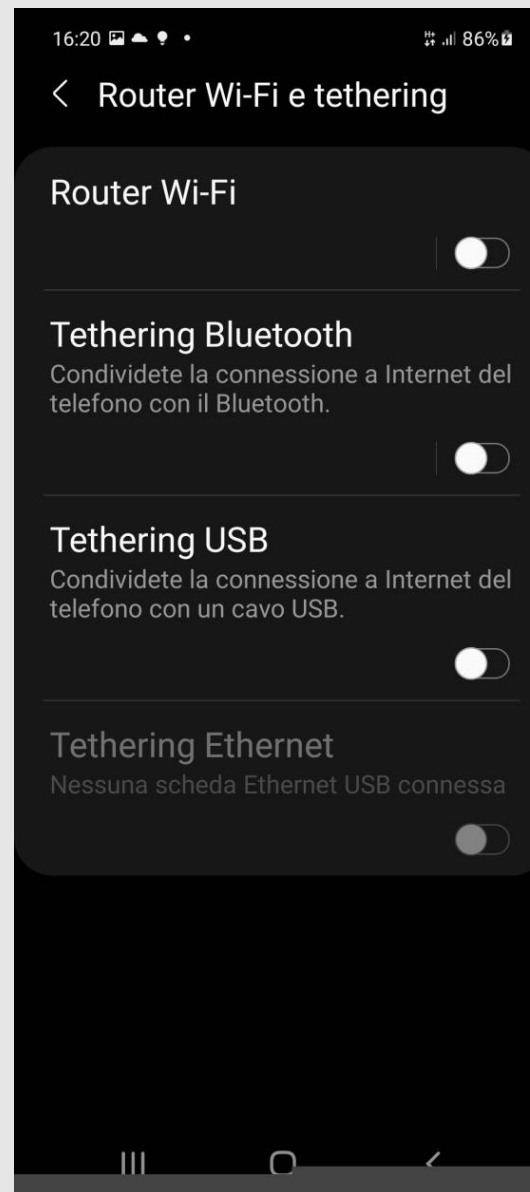 16:20
H+ 86%
Router Wi-Fi e tethering
Router Wi-Fi
Tethering Bluetooth
Condividete la connessione a Internet del
telefono con il Bluetooth.
Tethering USB
Condividete la connessione a Internet del
telefono con un cavo USB.
Tethering Ethernet
Nessuna scheda Ethernet USB connessa